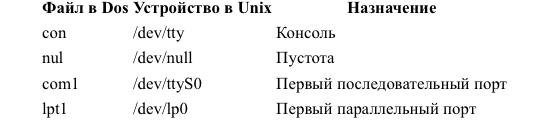 Файл в Dos Устройство в Unix Назначение
con /dev/tty Консоль
nul /dev/null Пустота
com1 /dev/ttyS0 Первый последовательный порт
lpt1 /dev/lp0 Первый параллельный порт